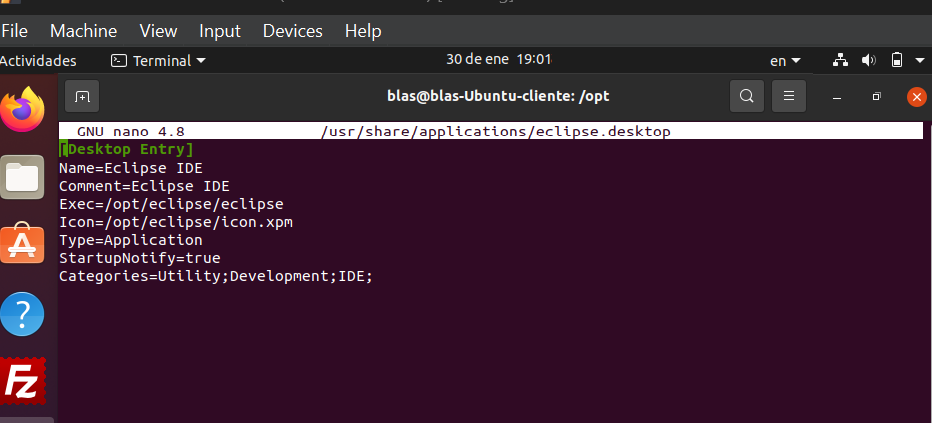 File Machine View Input Devices Help
Actividades Terminal 30 de ene 19:01 en
blas@blas-Ubuntu-cliente: /opt
GNU nano 4.8 /usr/share/applications/eclipse.desktop
[Desktop Entry]
Name=Eclipse IDE
Comment=Eclipse IDE
Exec=/opt/eclipse/eclipse
Icon=/opt/eclipse/icon.xpm
Type=Application
StartupNotify=true
Categories=Utility;Development;IDE;
?
FZ